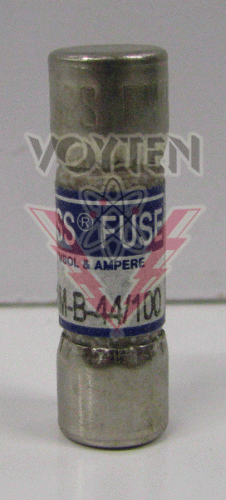 VOYTEN
SS® FUSE
MBOL & AMPERE
M-B-44/100